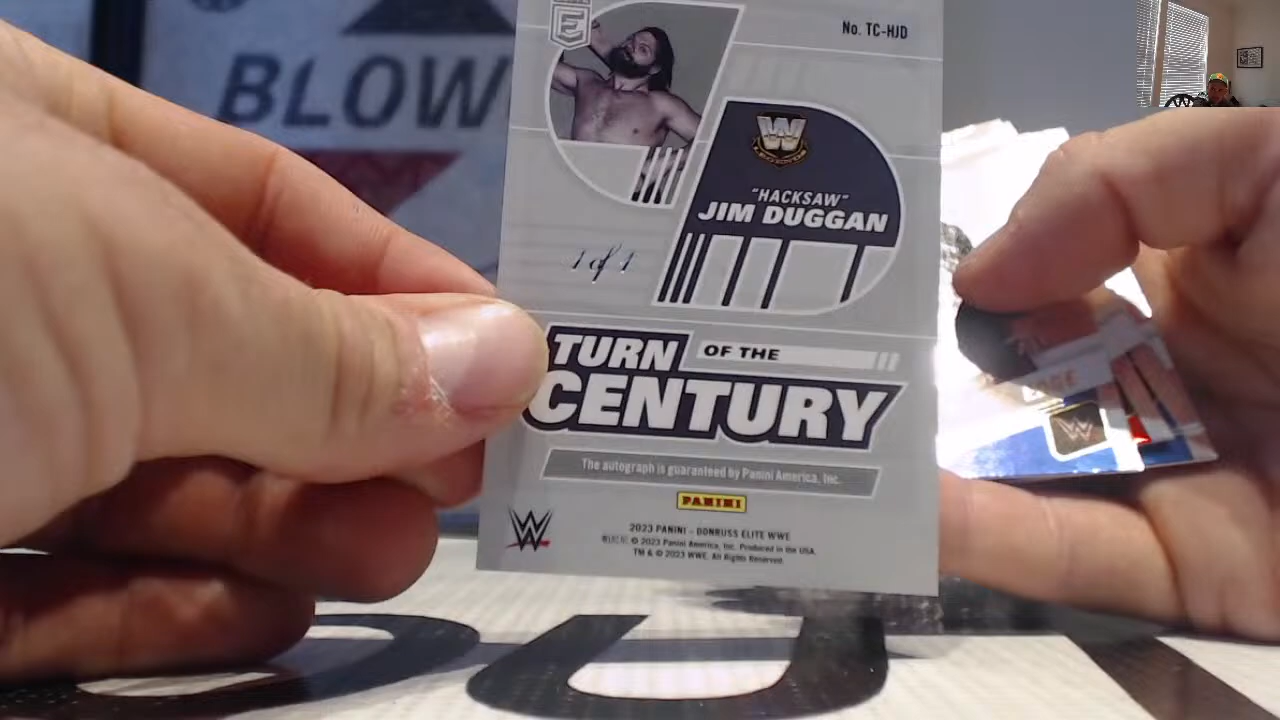 BLOW
No. TC-HJD
E
W
LEGENDS
"HACKSAW"
JIM DUGGAN
1 of 1
TURN OF THE
CENTURY
The autograph is guaranteed by Panini America, Inc.
PANINI
W
2023 PANINI - DONRUSS ELITE WWE
© 2023 Panini America, Inc. Produced in the USA.
TM & © 2023 WWE. All Rights Reserved.
W